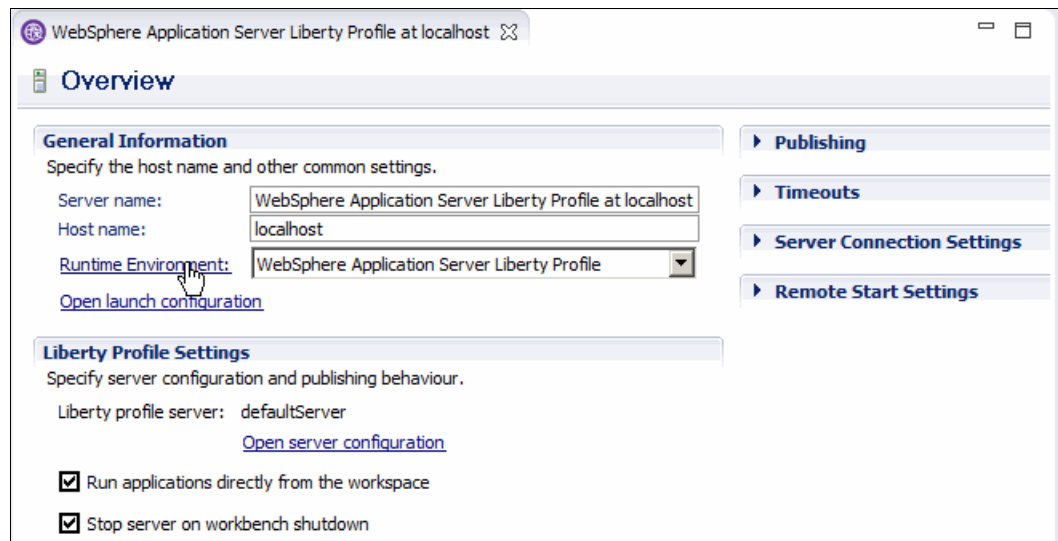 WebSphere Application Server Liberty Profile at localhost
Overview
General Information
Specify the host name and other common settings.
Server name: WebSphere Application Server Liberty Profile at localhost
Host name: localhost
Runtime Environment: WebSphere Application Server Liberty Profile
Open launch configuration
Liberty Profile Settings
Specify server configuration and publishing behaviour.
Liberty profile server: defaultServer
Open server configuration
Run applications directly from the workspace
Stop server on workbench shutdown
Publishing
Timeouts
Server Connection Settings
Remote Start Settings